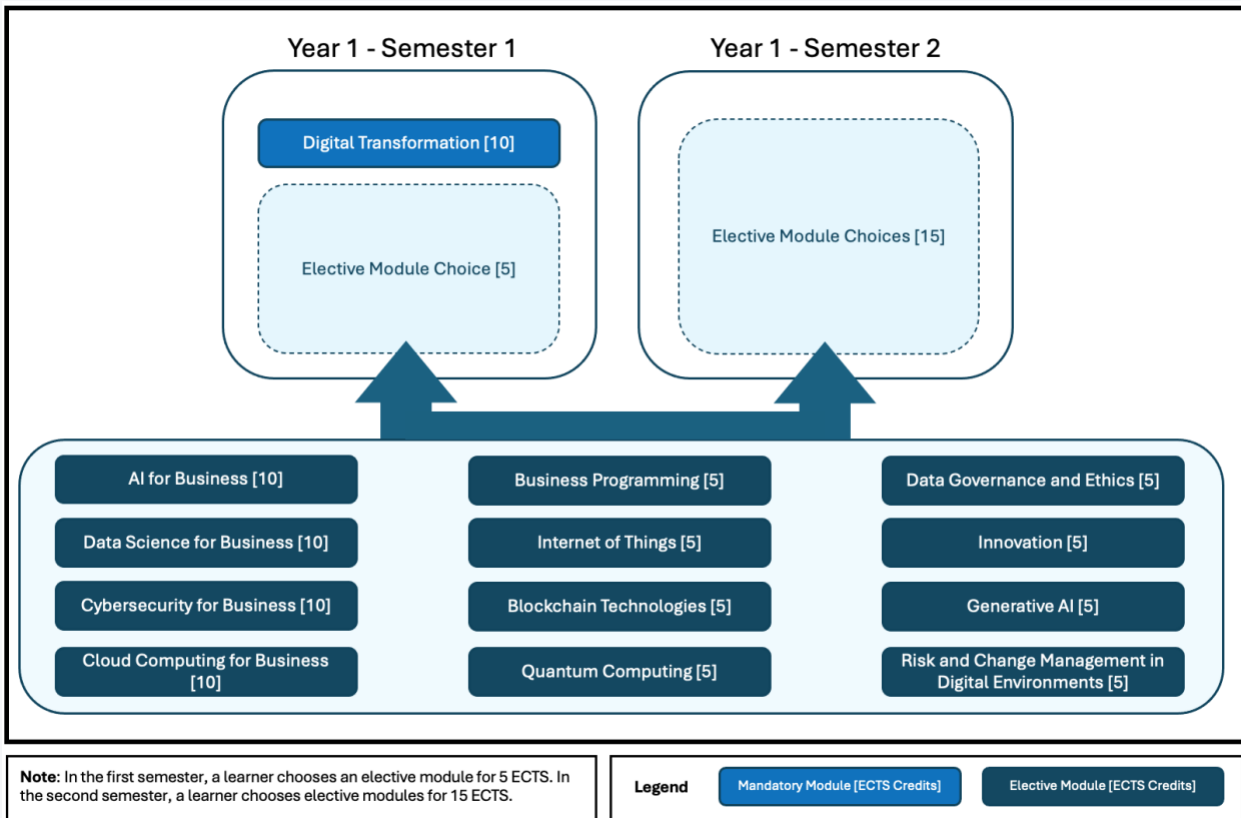 Year 1 - Semester 1
Year 1 - Semester 2
Digital Transformation [10]
Elective Module Choice [5]
Elective Module Choices [15]
AI for Business [10]
Business Programming [5]
Data Governance and Ethics [5]
Data Science for Business [10]
Internet of Things [5]
Innovation [5]
Cybersecurity for Business [10]
Blockchain Technologies [5]
Generative AI [5]
Cloud Computing for Business
[10]
Quantum Computing [5]
Risk and Change Management in
Digital Environments [5]
Note: In the first semester, a learner chooses an elective module for 5 ECTS. In
the second semester, a learner chooses elective modules for 15 ECTS.
Legend
Mandatory Module [ECTS Credits]
Elective Module [ECTS Credits]